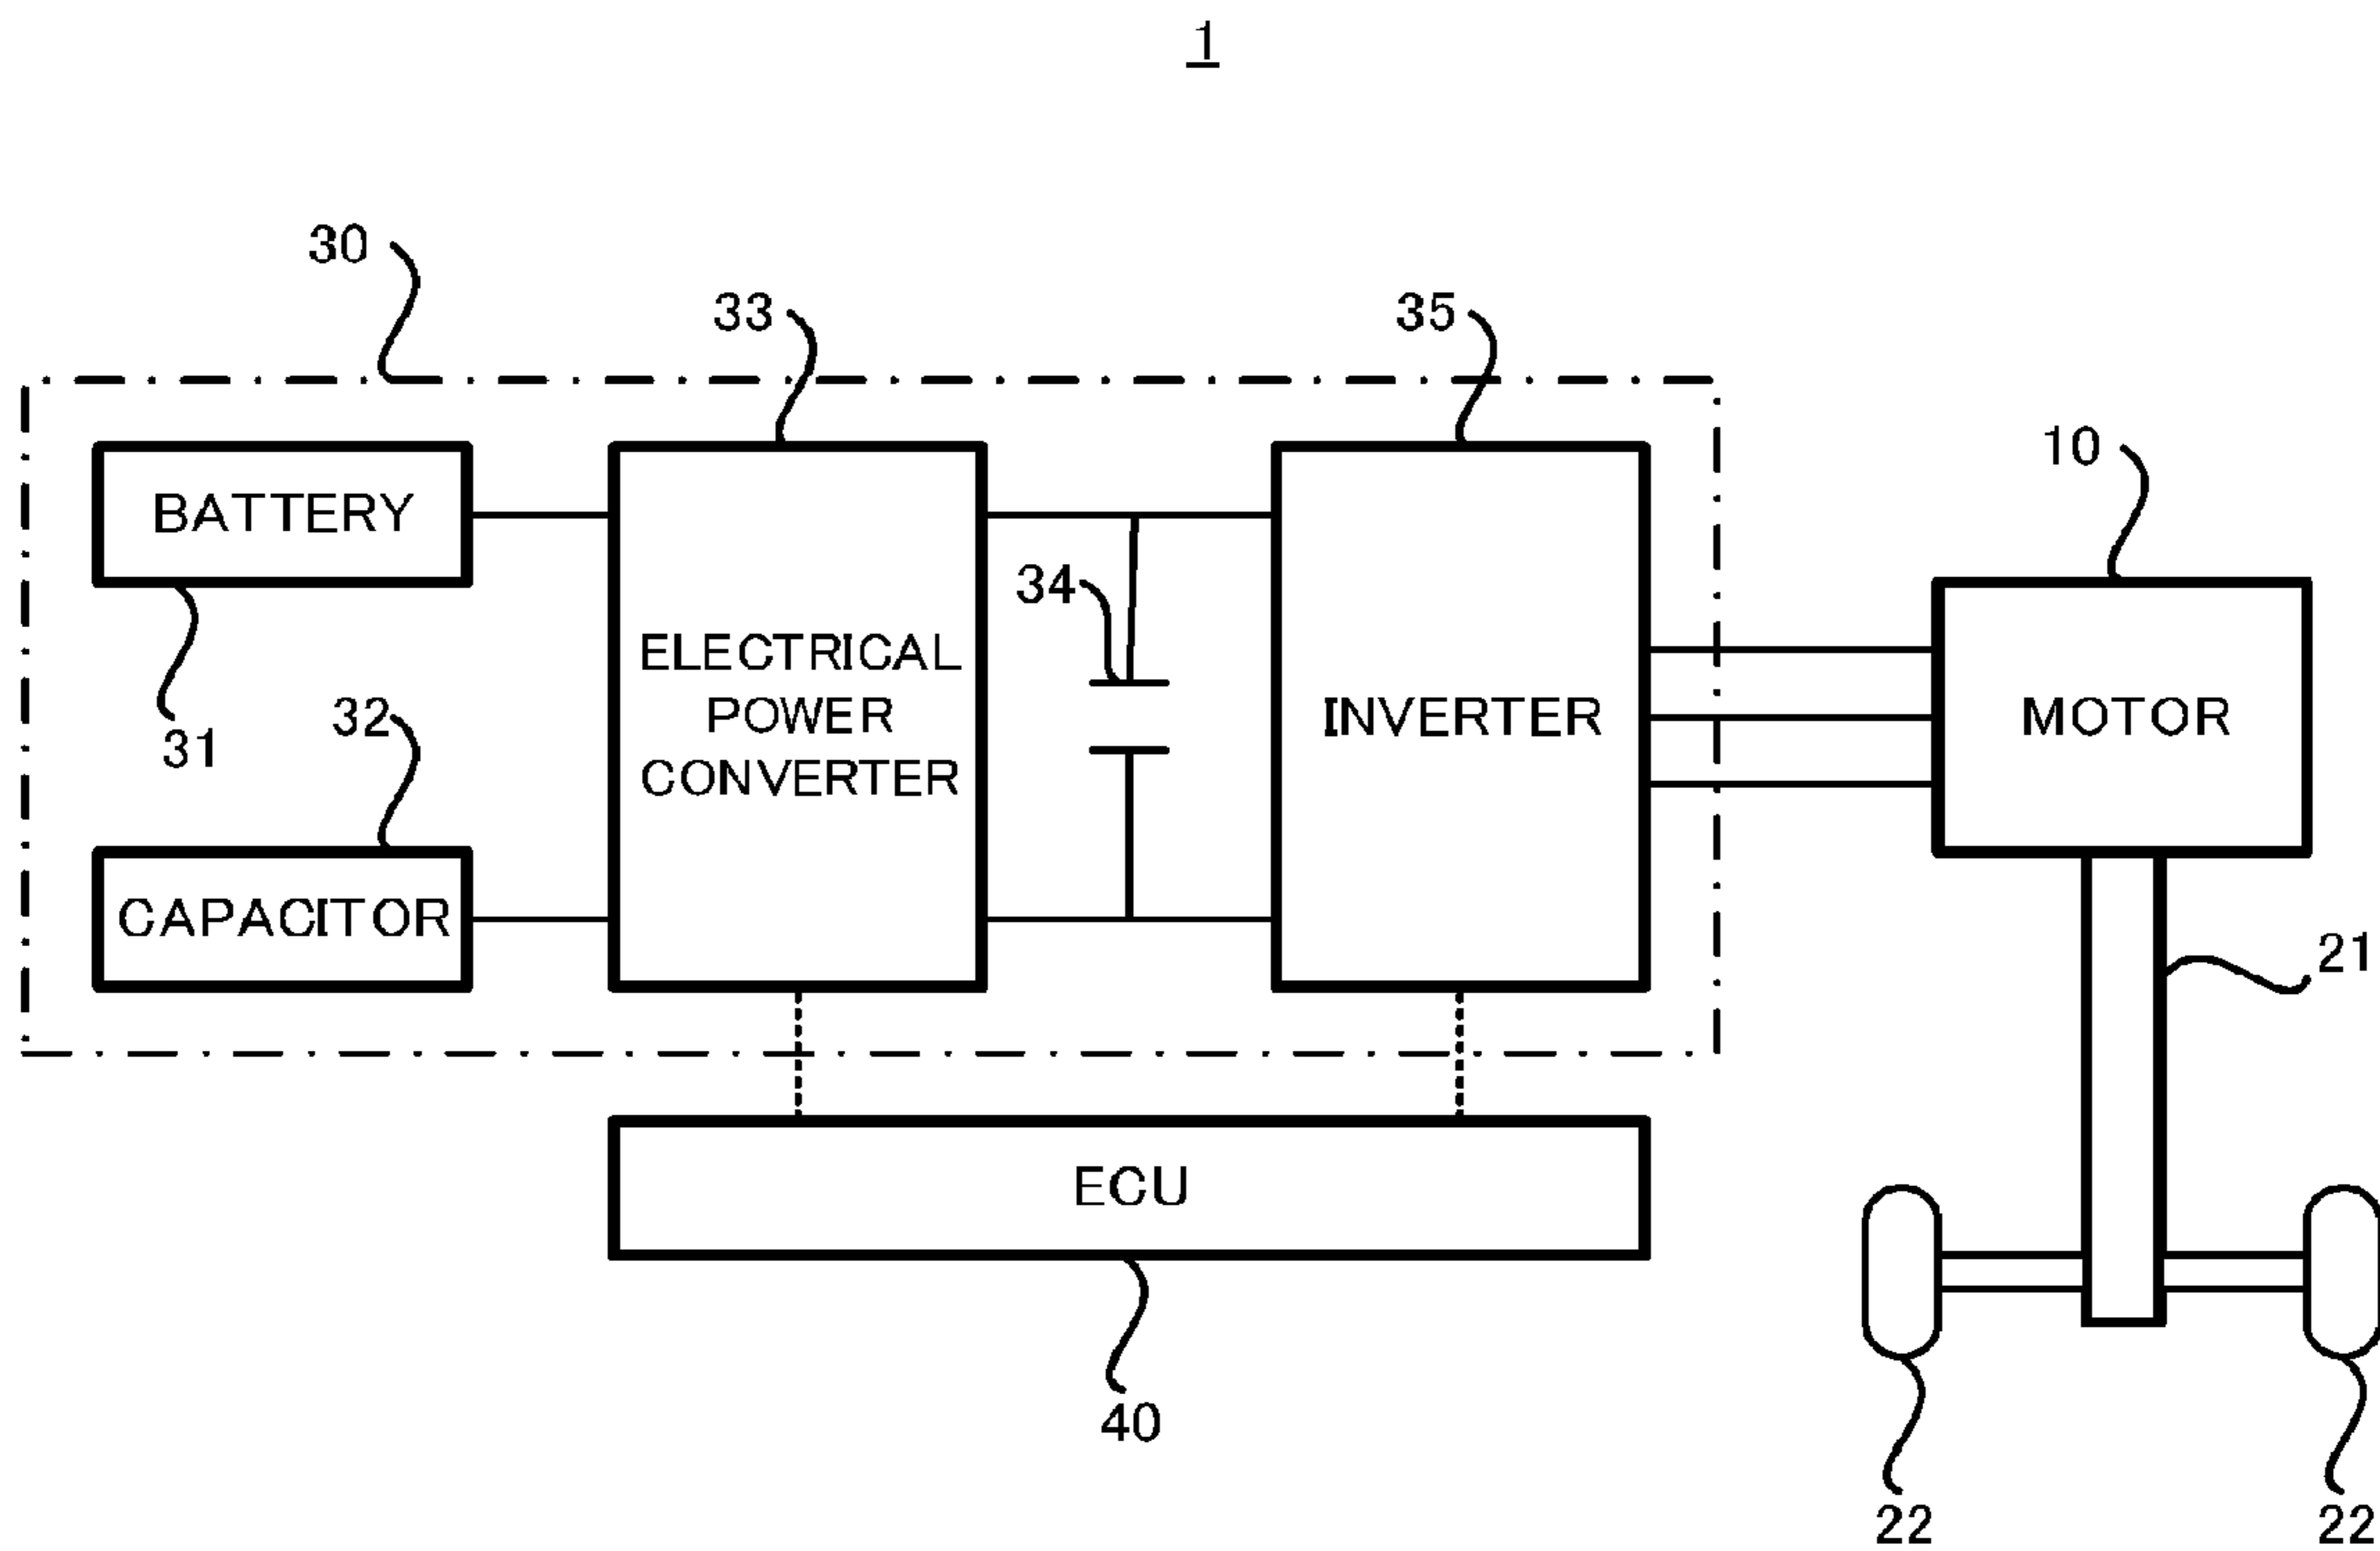 1
30
33
35
10
BATTERY
34
ELECTRICAL
POWER
CONVERTER
INVERTER
MOTOR
31
32
CAPACITOR
21
ECU
40
22
22